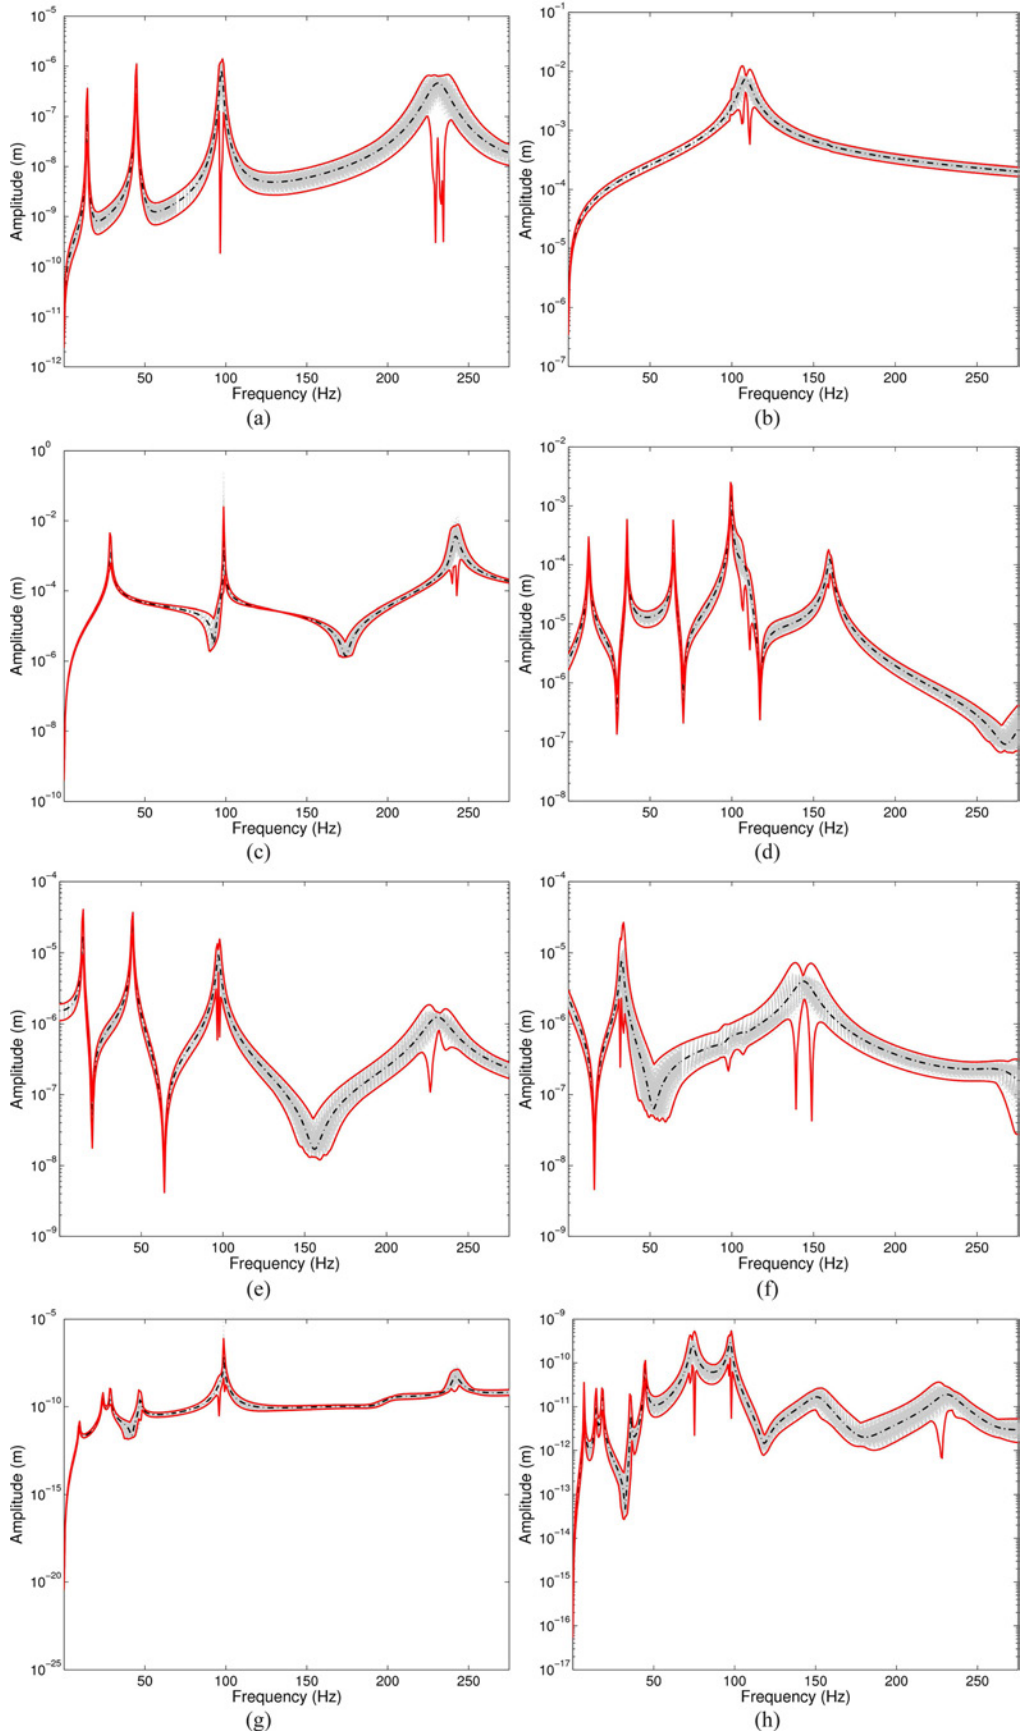 10⁻⁵
10⁻⁶
10⁻⁷
10⁻⁸
10⁻⁹
10⁻¹⁰
10⁻¹¹
10⁻¹²
Amplitude (m)
50 100 150 200 250
Frequency (Hz)
(a)
10⁻¹
10⁻²
10⁻³
10⁻⁴
10⁻⁵
10⁻⁶
10⁻⁷
Amplitude (m)
50 100 150 200 250
Frequency (Hz)
(b)
10⁰
10⁻²
10⁻⁴
10⁻⁶
10⁻⁸
10⁻¹⁰
Amplitude (m)
50 100 150 200 250
Frequency (Hz)
(c)
10⁻²
10⁻³
10⁻⁴
10⁻⁵
10⁻⁶
10⁻⁷
10⁻⁸
Amplitude (m)
50 100 150 200 250
Frequency (Hz)
(d)
10⁻⁴
10⁻⁵
10⁻⁶
10⁻⁷
10⁻⁸
10⁻⁹
Amplitude (m)
50 100 150 200 250
Frequency (Hz)
(e)
10⁻⁴
10⁻⁵
10⁻⁶
10⁻⁷
10⁻⁸
10⁻⁹
Amplitude (m)
50 100 150 200 250
Frequency (Hz)
(f)
10⁻⁵
10⁻¹⁰
10⁻¹⁵
10⁻²⁰
10⁻²⁵
Amplitude (m)
50 100 150 200 250
Frequency (Hz)
(g)
10⁻⁹
10⁻¹⁰
10⁻¹¹
10⁻¹²
10⁻¹³
10⁻¹⁴
10⁻¹⁵
10⁻¹⁶
10⁻¹⁷
Amplitude (m)
50 100 150 200 250
Frequency (Hz)
(h)